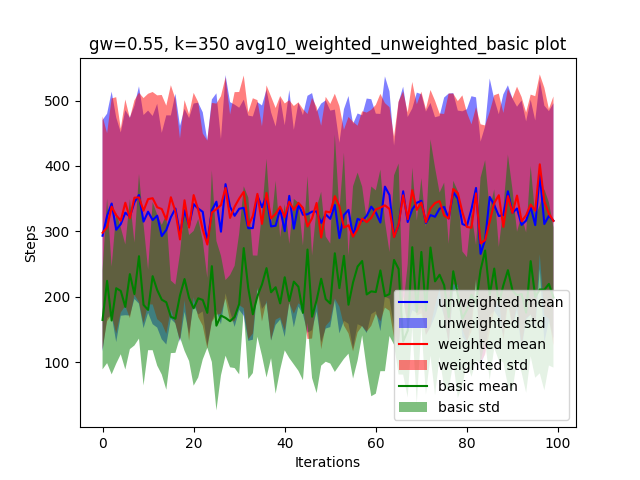 gw=0.55, k=350 avg10_weighted_unweighted_basic plot
Steps
500
400
300
200
100
unweighted mean
unweighted std
weighted mean
weighted std
basic mean
basic std
0 20 40 60 80 100
Iterations